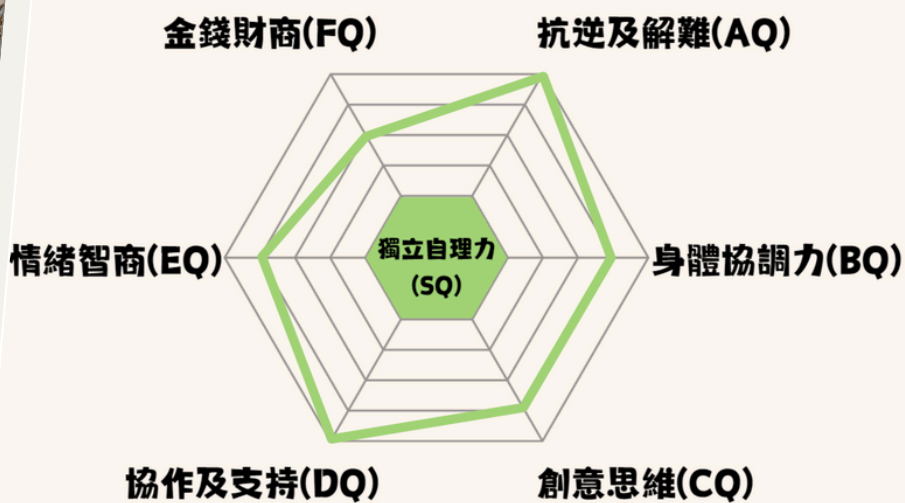 金錢財商(FQ)
抗逆及解難(AQ)
情緒智商(EQ)
獨立自理力
(SQ)
身體協調力(BQ)
協作及支持(DQ)
創意思維(CQ)